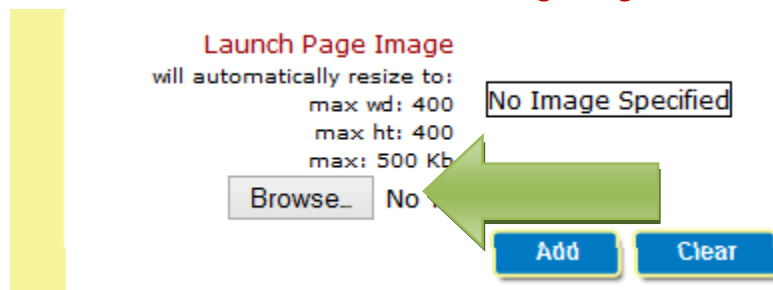 Launch Page Image
will automatically resize to:
max wd: 400
No Image Specified
max ht: 400
max: 500 Kb
Browse_ No
Add Clear